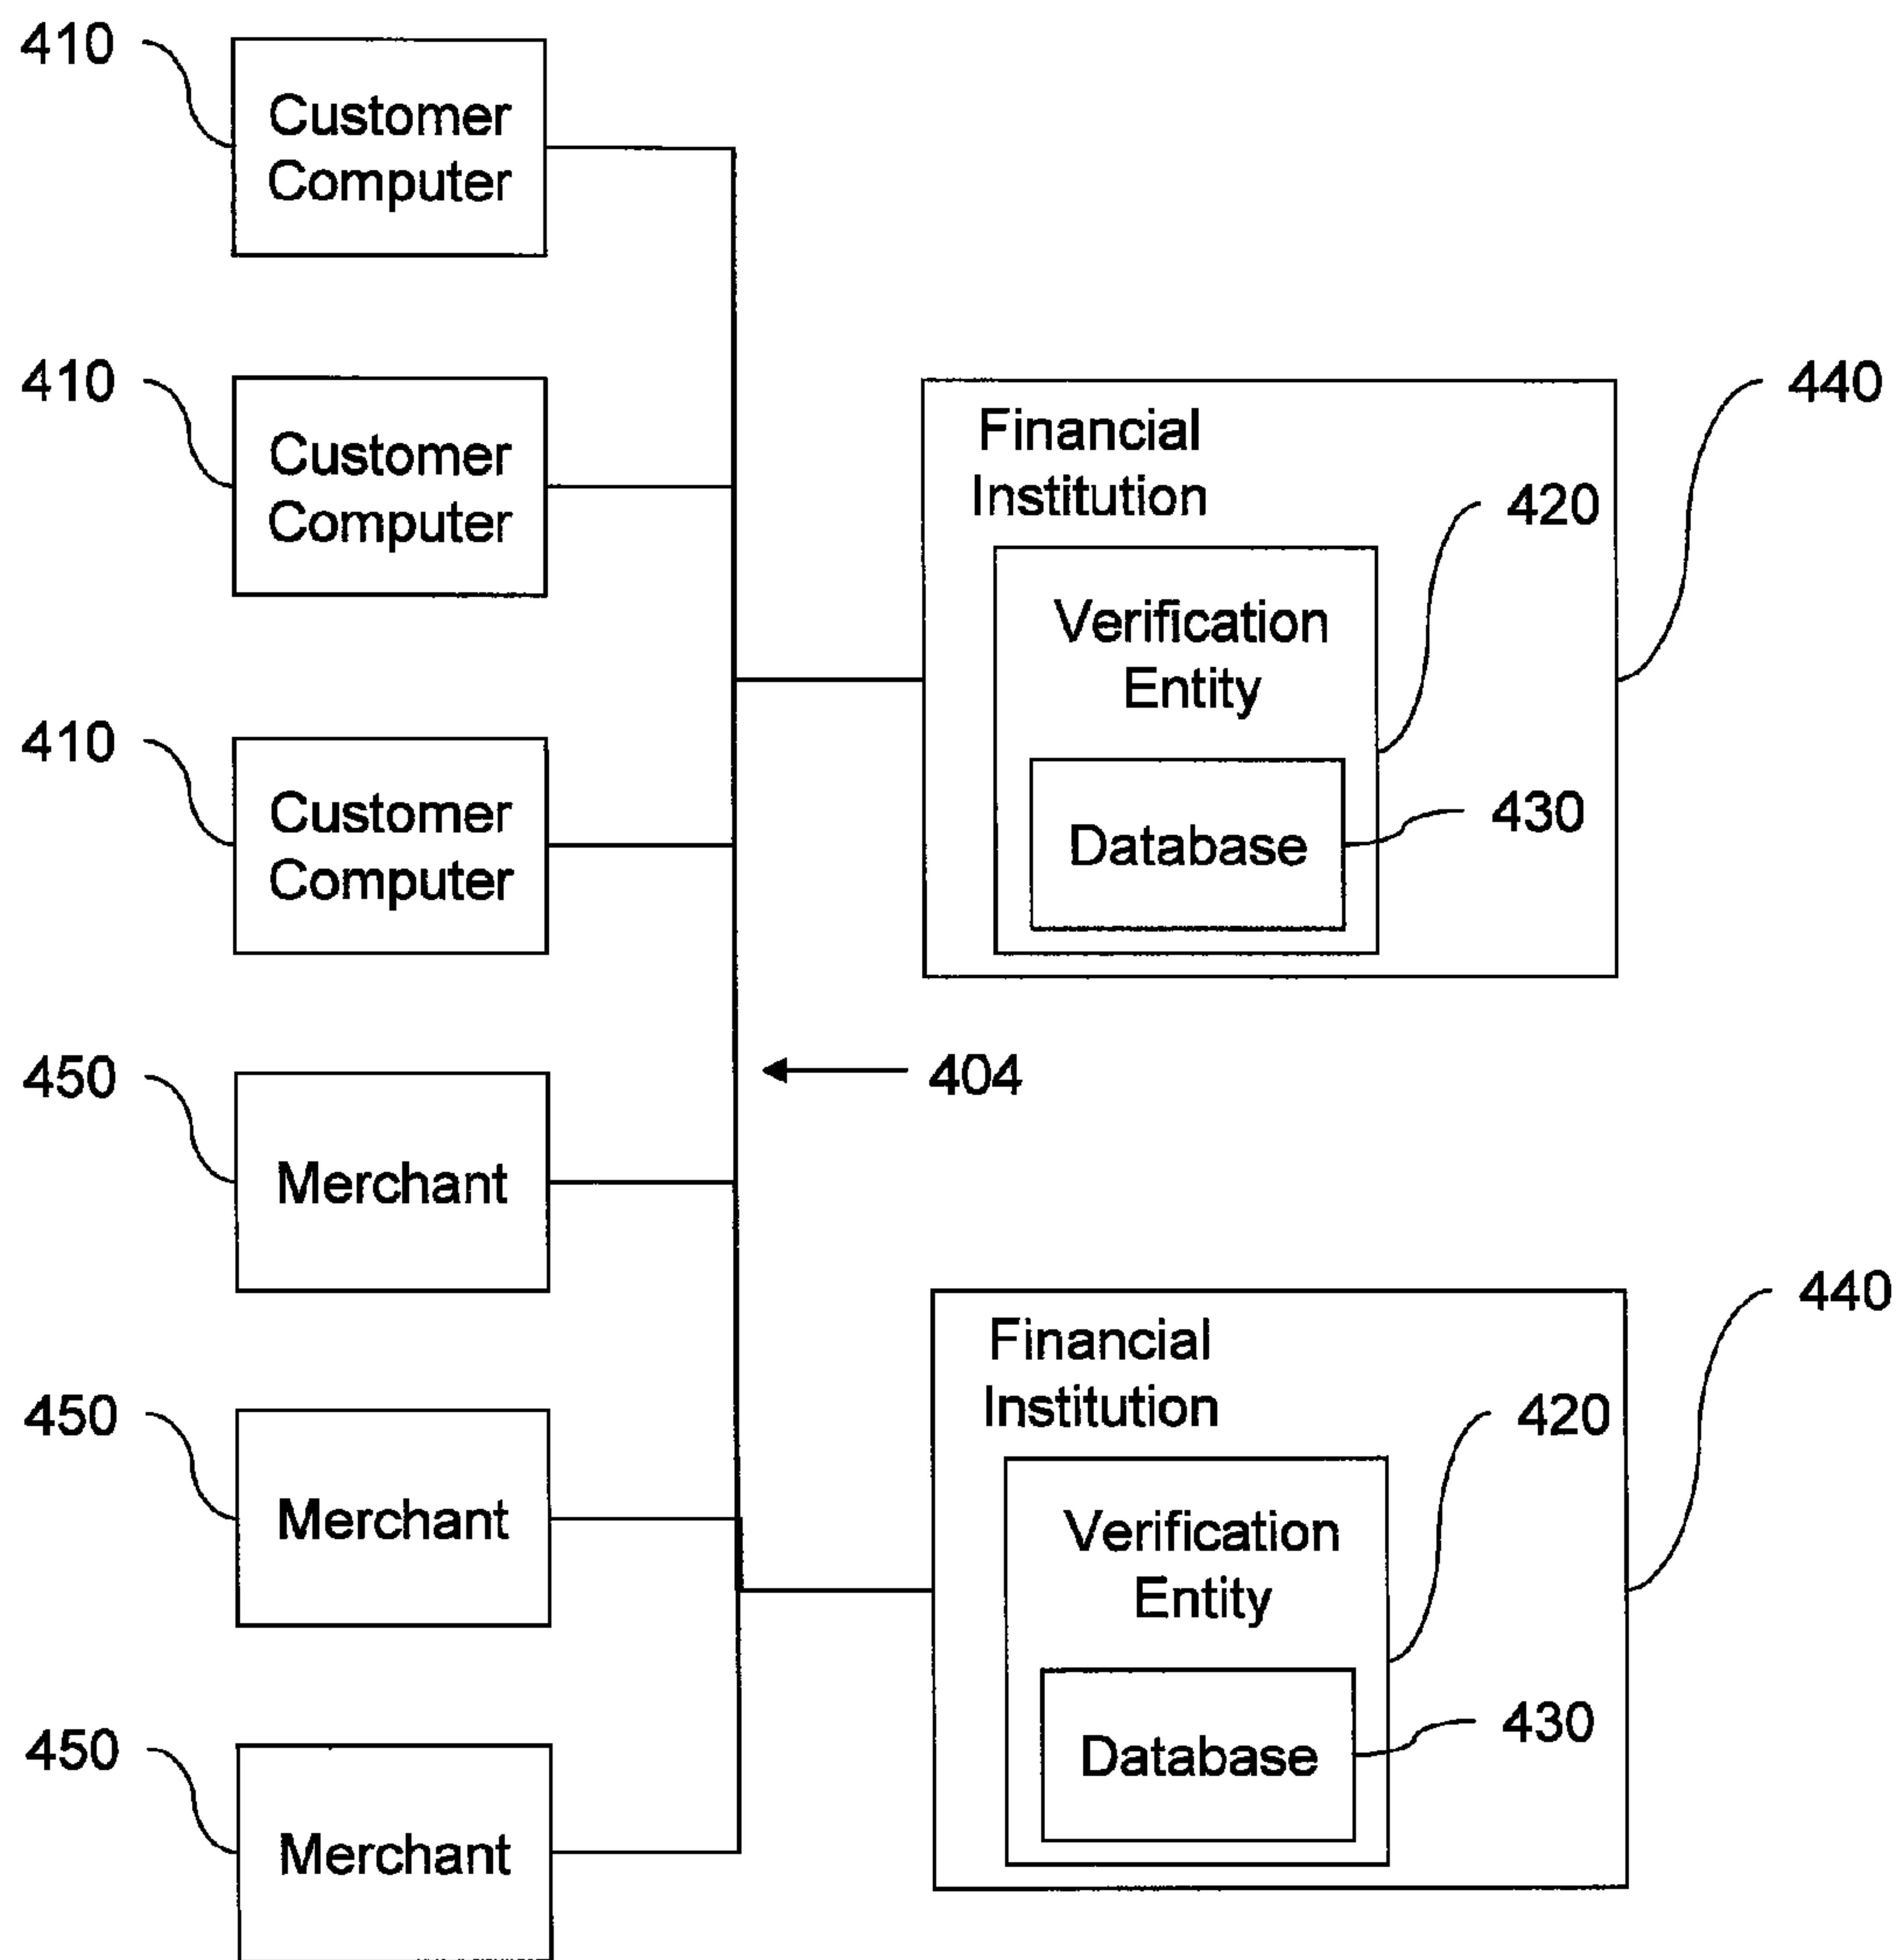 410
Customer
Computer
410
Customer
Computer
440
Financial
Institution
420
Verification
Entity
410
Customer
Computer
430
Database
450
404
Merchant
440
Financial
Institution
450
420
Merchant
Verification
Entity
430
450
Database
Merchant